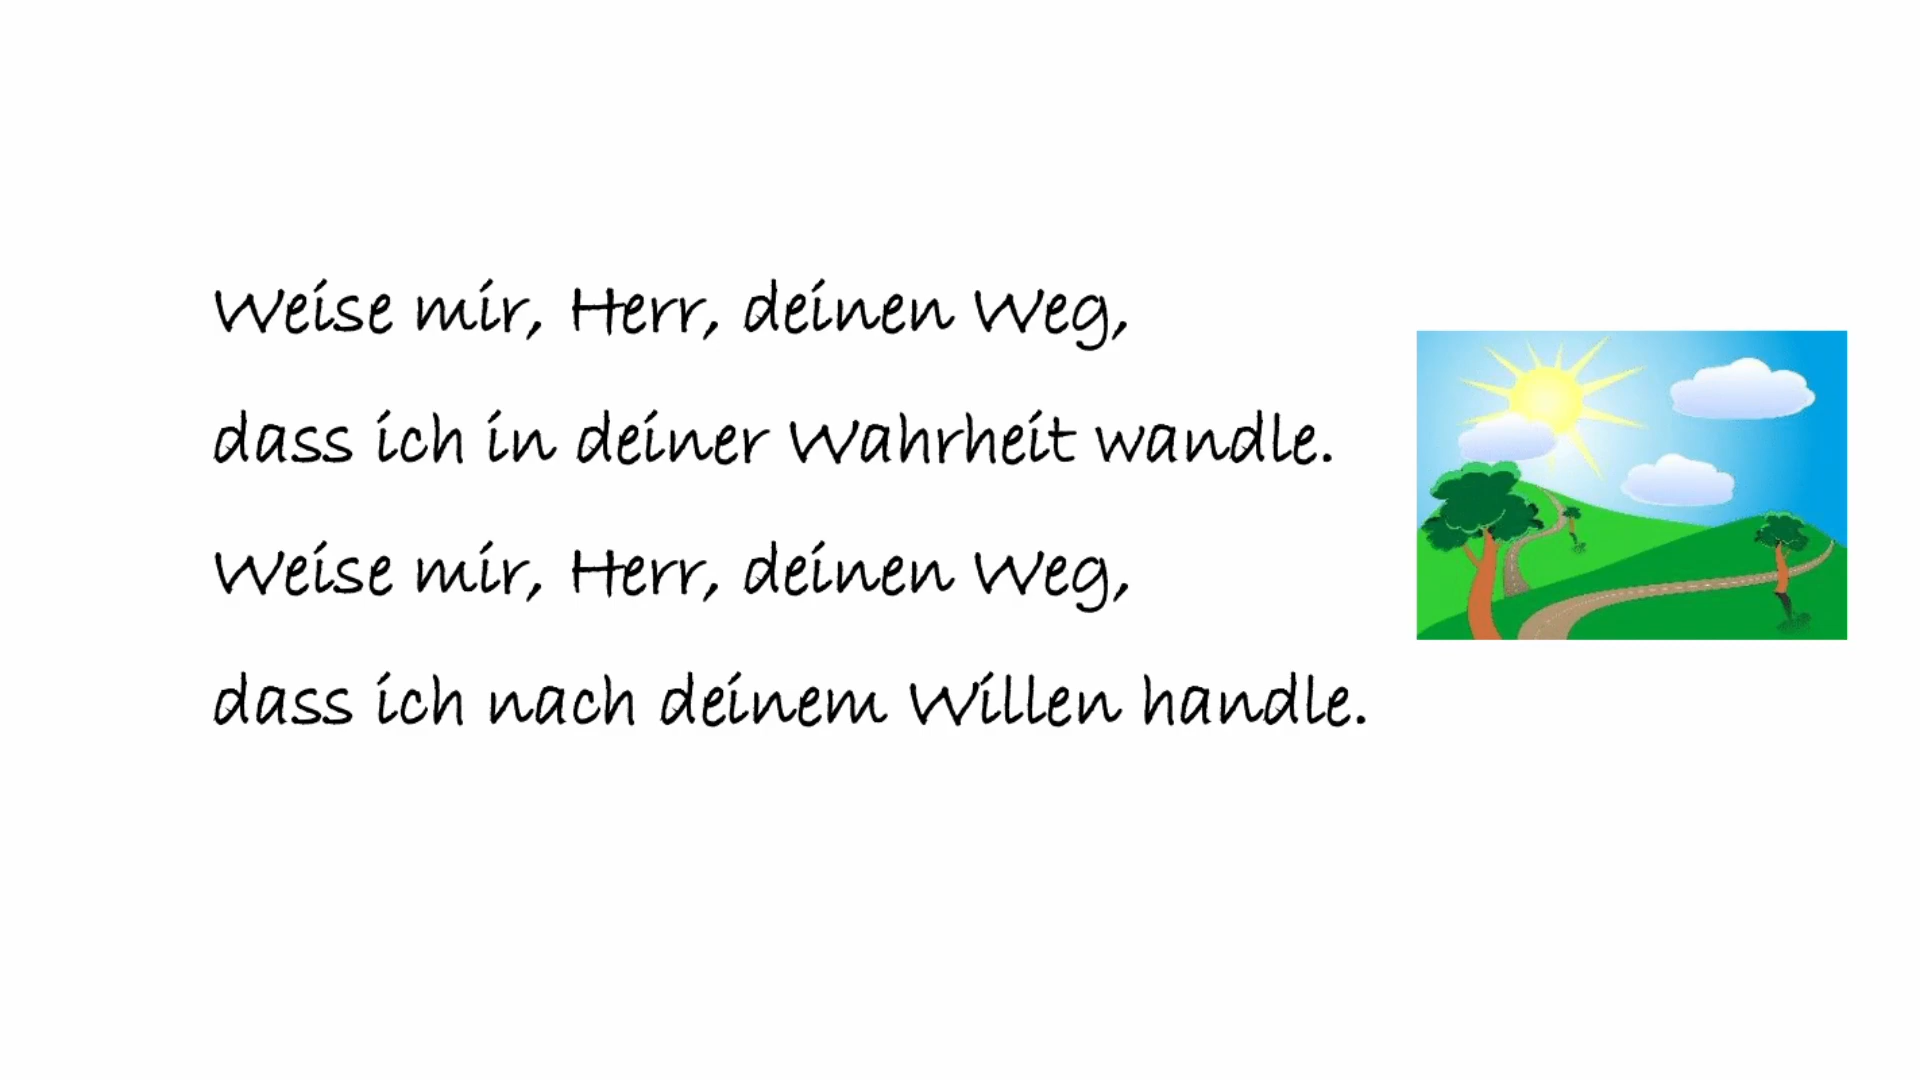 Weise mir, Herr, deinen Weg,
dass ich in deiner Wahrheit wandle.
Weise mir, Herr, deinen Weg,
dass ich nach deinem Willen handle.